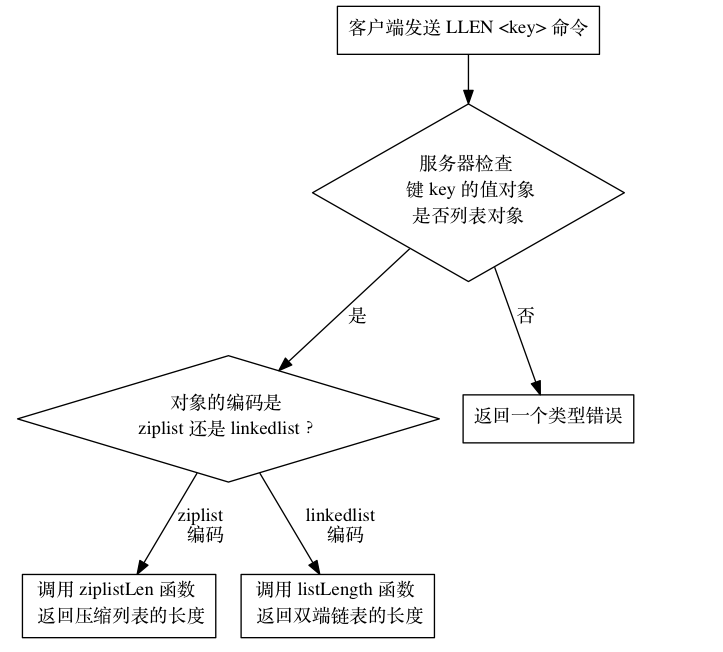 客户端发送 LLEN <key> 命令
服务器检查
键 key 的值对象
是否列表对象
是
否
对象的编码是
ziplist 还是 linkedlist ?
返回一个类型错误
ziplist
编码
linkedlist
编码
调用 ziplistLen 函数
返回压缩列表的长度
调用 listLength 函数
返回双端链表的长度